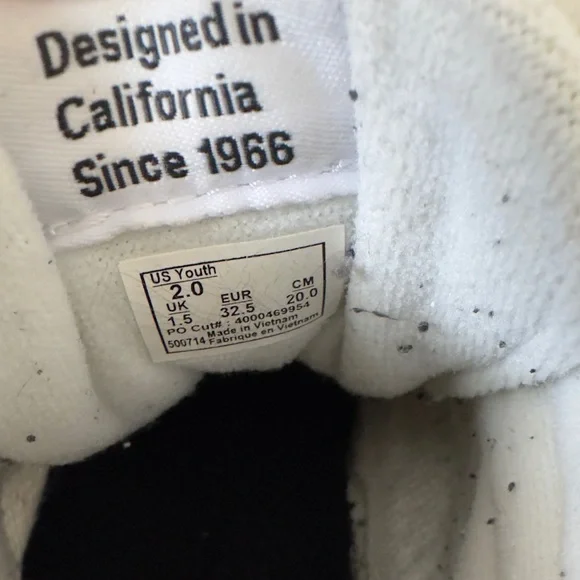 Designed in
California
Since 1966
US Youth
2.0
UK EUR CM
1.5 32.5 20.0
PO Cut# : 4000469954
Made in Vietnam
500714 Fabrique en Vietnam